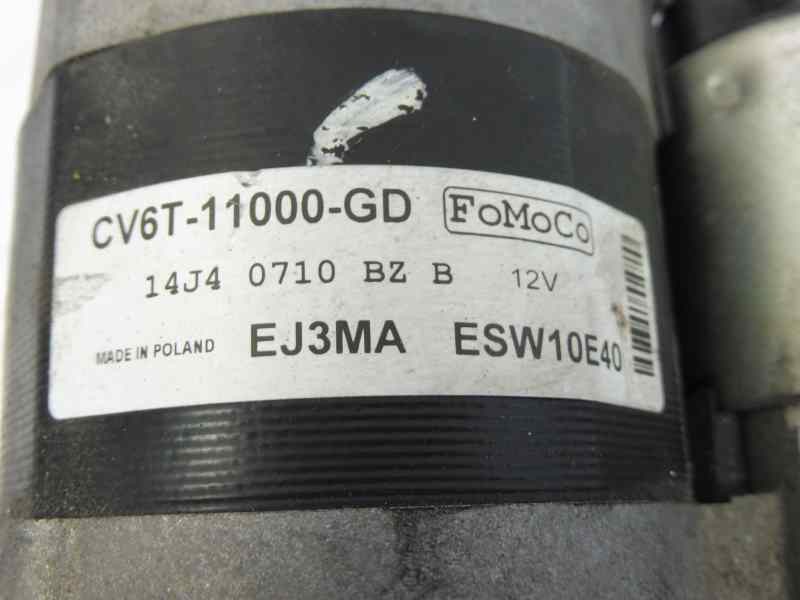 CV6T-11000-GD FoMoCo
14J4 0710 BZ B 12V
MADE IN POLAND EJ3MA ESW10E40